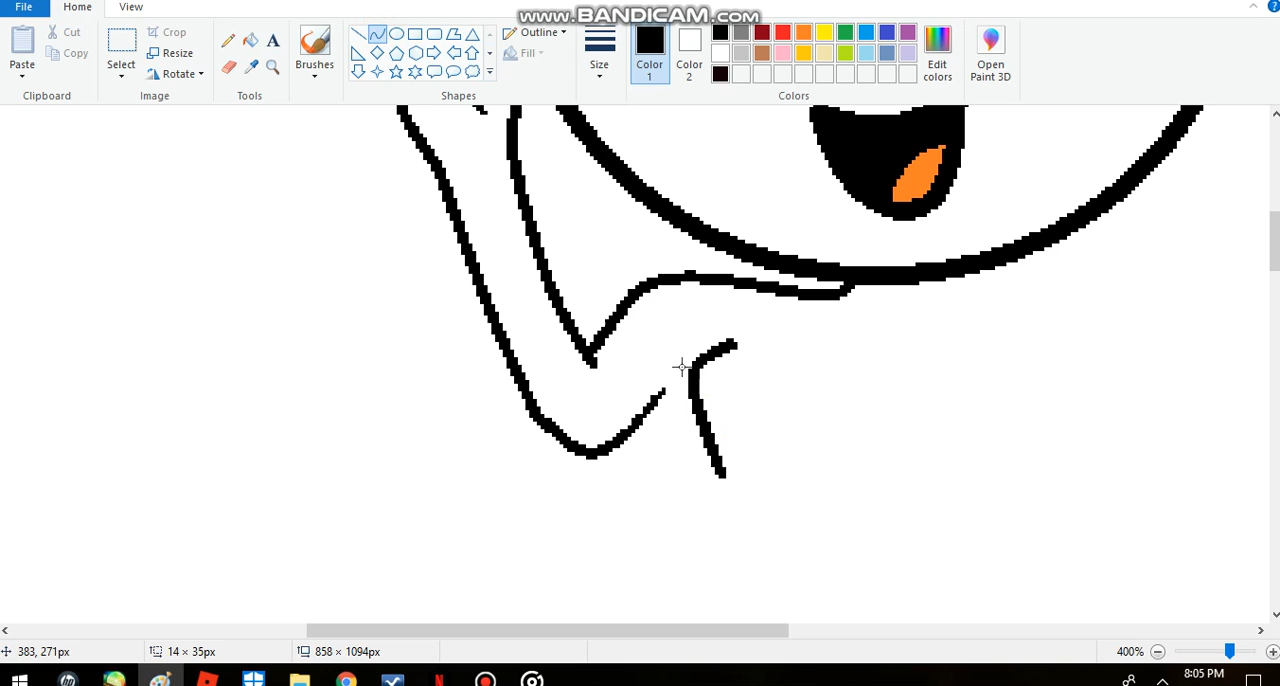 www.BANDICAM.com
File Home View
Paste
Cut
Copy
Clipboard
Select
Crop
Resize
Rotate
Image
A
Tools
Brushes
Outline
Fill
Shapes
Size
Color 1
Color 2
Edit colors
Colors
Open Paint 3D
383, 271px 14 × 35px 858 × 1094px 400%
8:05 PM